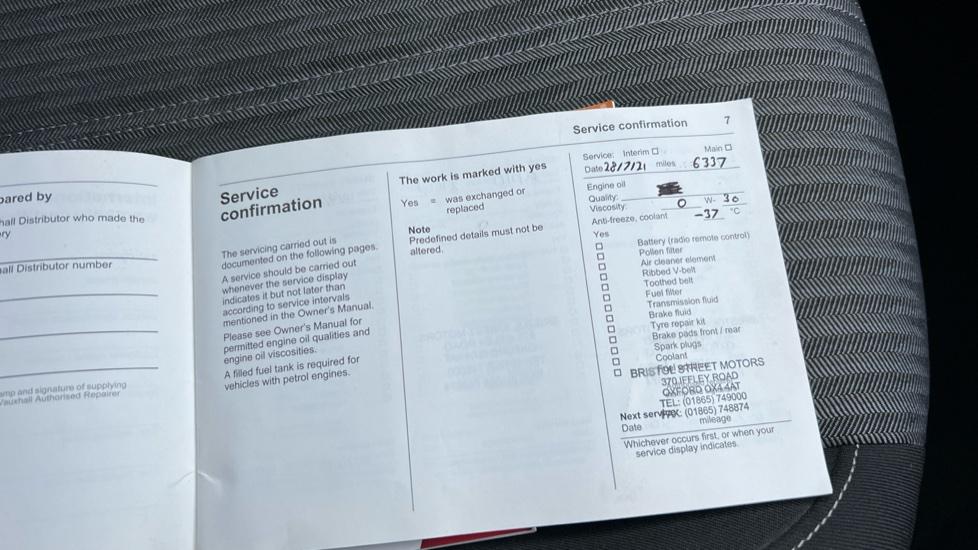 pared by
hall Distributor who made the
ry
hall Distributor number
amp and signature of supplying
Vauxhall Authorised Repairer
Service
confirmation
The servicing carried out is
documented on the following pages.
A service should be carried out
whenever the service display
indicates it but not later than
according to service intervals
mentioned in the Owner's Manual.
Please see Owner's Manual for
permitted engine oil qualities and
engine oil viscosities.
A filled fuel tank is required for
vehicles with petrol engines.
The work is marked with yes
Yes = was exchanged or
replaced
Note
Predefined details must not be
altered.
Service confirmation 7
Service: Interim Main
Date 28/7/21 miles 6337
Engine oil
Quality:
Viscosity: 0 W- 30
Anti-freeze, coolant -37 °C
Yes
Battery (radio remote control)
Pollen filter
Air cleaner element
Ribbed V-belt
Toothed belt
Fuel filter
Transmission fluid
Brake fluid
Tyre repair kit
Brake pads front / rear
Spark plugs
Coolant
BRISTOL STREET MOTORS
370 IFFLEY ROAD
OXFORD OX4 4AT
TEL: (01865) 749000
Next service FAX: (01865) 748874
Date mileage
Whichever occurs first, or when your
service display indicates.